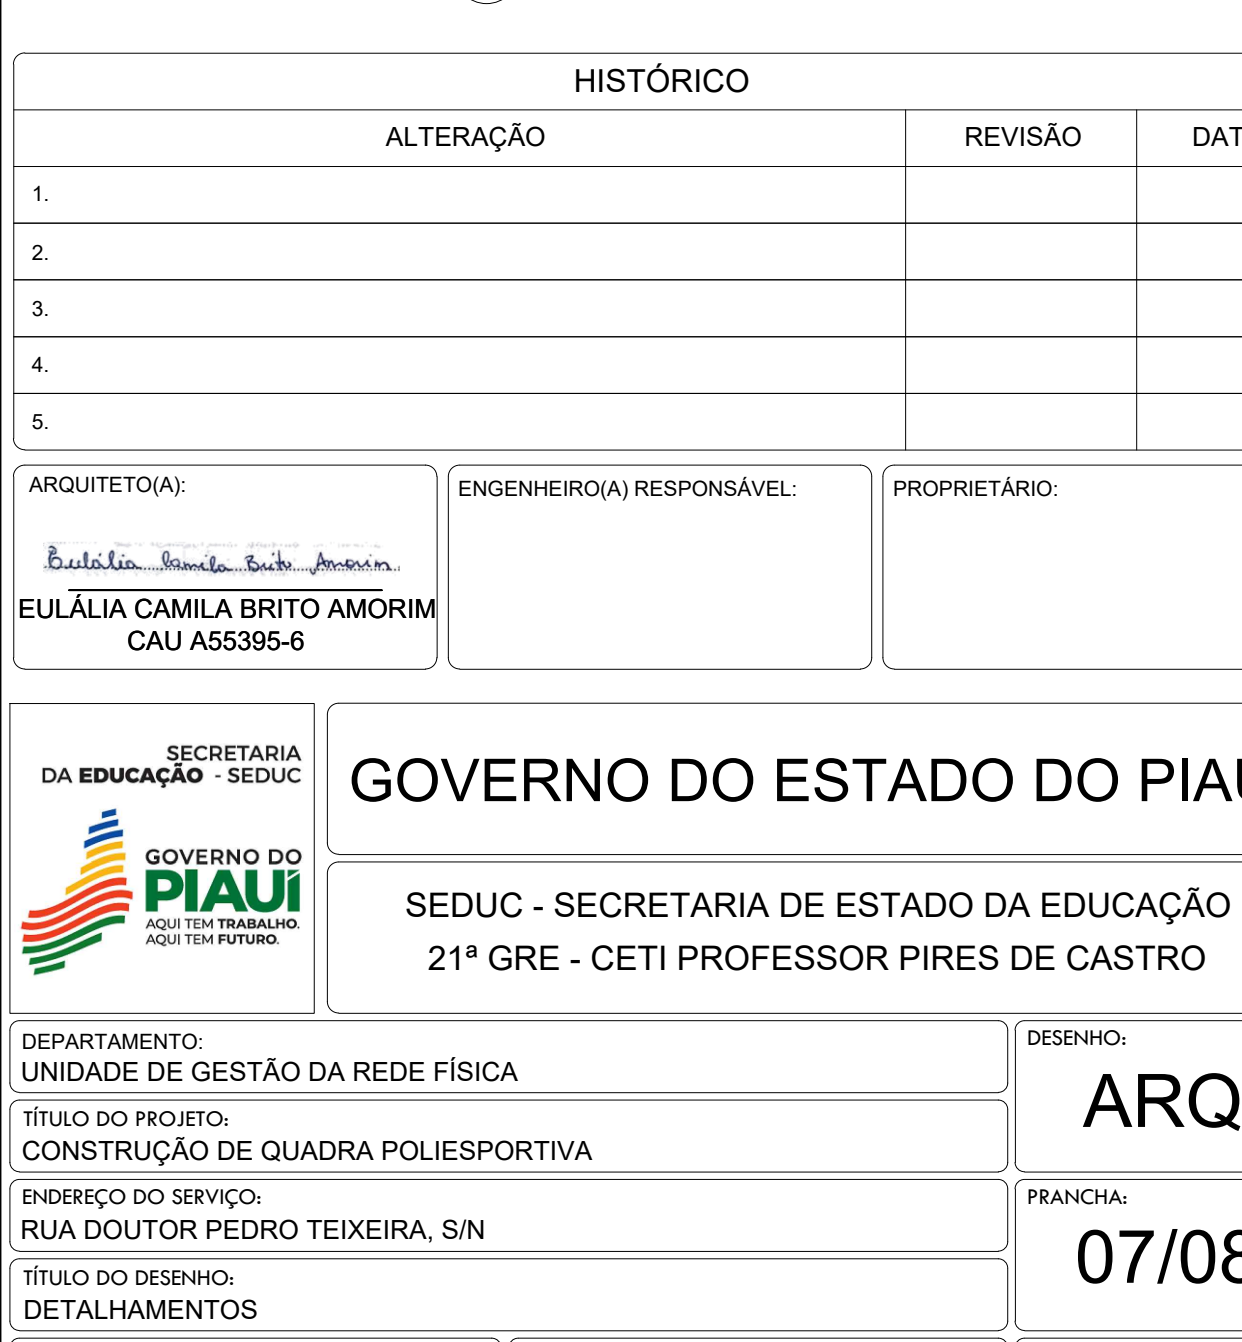 HISTÓRICO
ALTERAÇÃO REVISÃO DAT
1.
2.
3.
4.
5.
ARQUITETO(A): ENGENHEIRO(A) RESPONSÁVEL: PROPRIETÁRIO:
Eulália Camila Brito Amorim
EULÁLIA CAMILA BRITO AMORIM
CAU A55395-6
SECRETARIA
DA EDUCAÇÃO - SEDUC
GOVERNO DO
PIAUÍ
AQUI TEM TRABALHO.
AQUI TEM FUTURO.
GOVERNO DO ESTADO DO PIAU
SEDUC - SECRETARIA DE ESTADO DA EDUCAÇÃO
21ª GRE - CETI PROFESSOR PIRES DE CASTRO
DEPARTAMENTO:
UNIDADE DE GESTÃO DA REDE FÍSICA
DESENHO:
ARQ
TÍTULO DO PROJETO:
CONSTRUÇÃO DE QUADRA POLIESPORTIVA
ENDEREÇO DO SERVIÇO:
RUA DOUTOR PEDRO TEIXEIRA, S/N
PRANCHA:
07/08
TÍTULO DO DESENHO:
DETALHAMENTOS